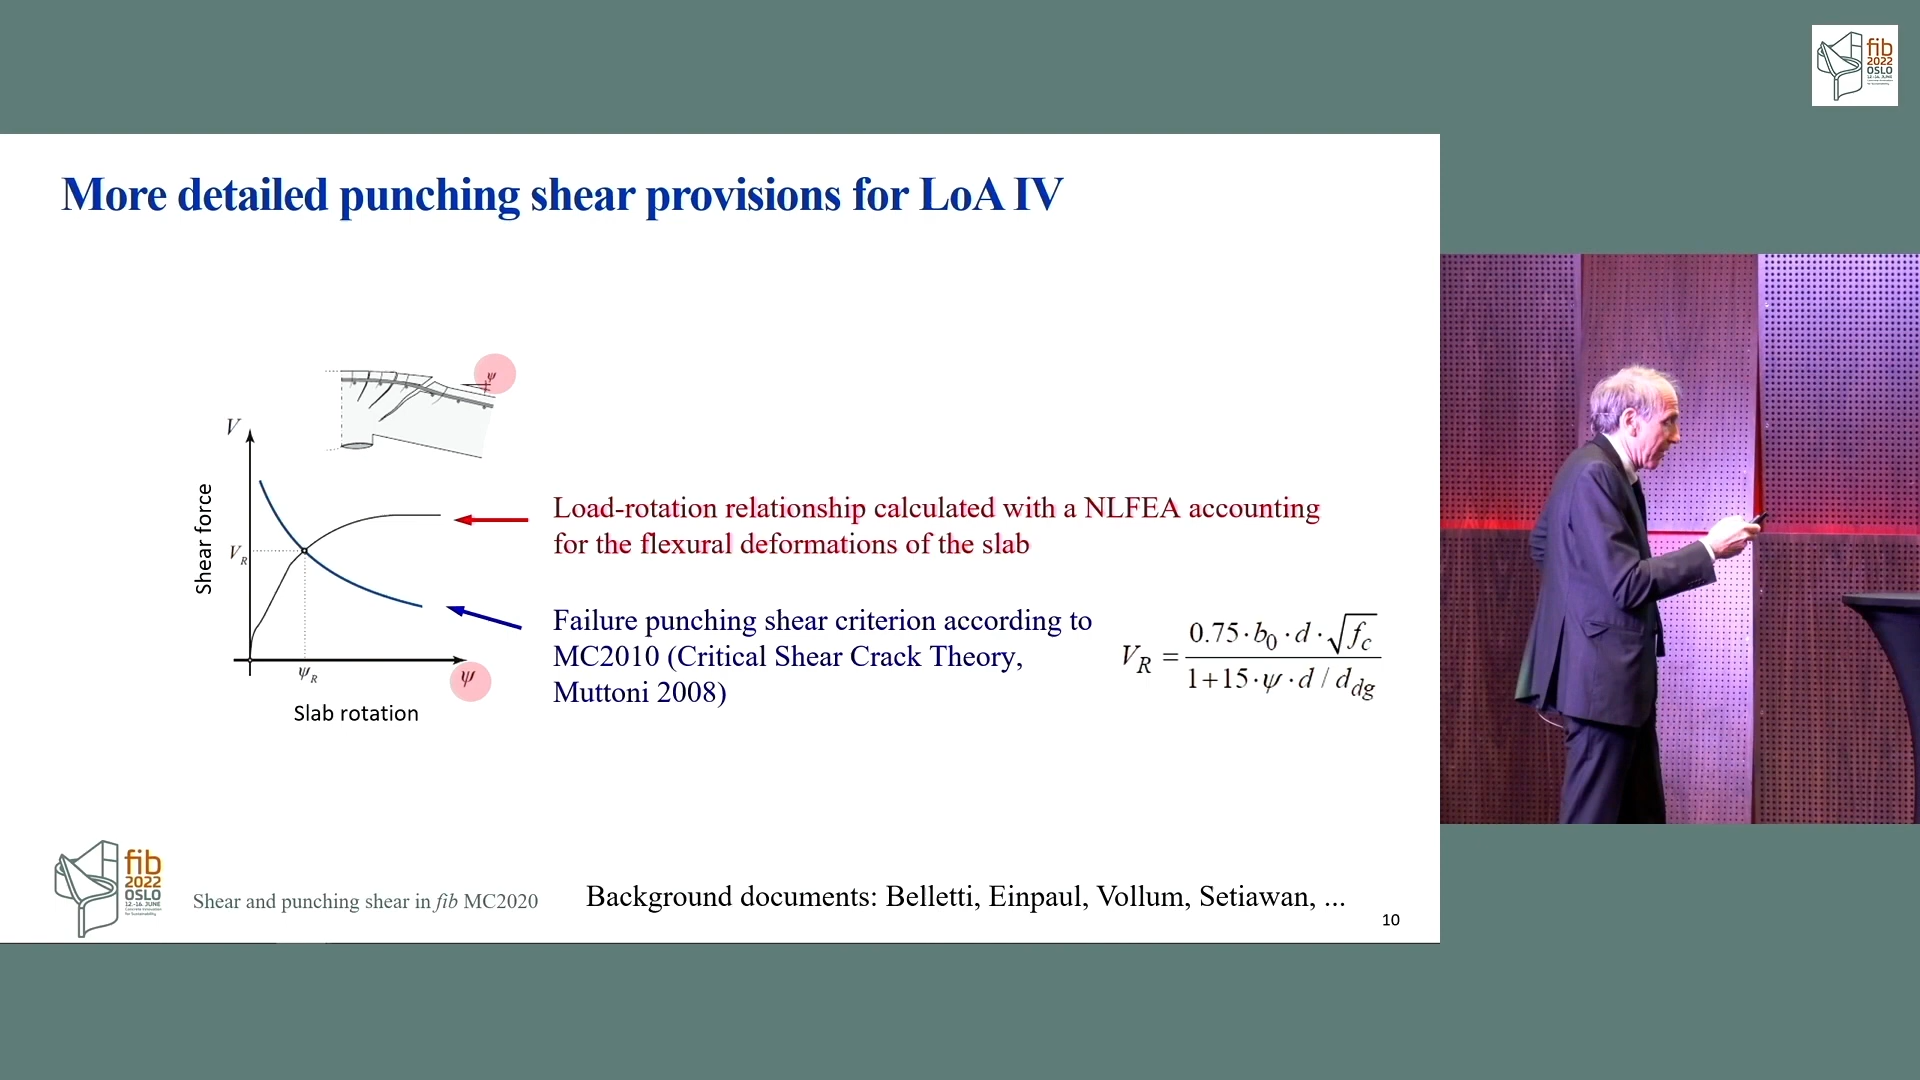 fib
2022
OSLO
12.-16. JUNE
More detailed punching shear provisions for LoA IV
ψ
V
Shear force
V_R
ψ_R
ψ
Slab rotation
Load-rotation relationship calculated with a NLFEA accounting
for the flexural deformations of the slab
Failure punching shear criterion according to
MC2010 (Critical Shear Crack Theory,
Muttoni 2008)
V_R = 0.75·b_0·d·√f_c / 1+15·ψ·d / d_dg
fib
2022
OSLO
12.-16. JUNE
Shear and punching shear in fib MC2020
Background documents: Belletti, Einpaul, Vollum, Setiawan, ...
10